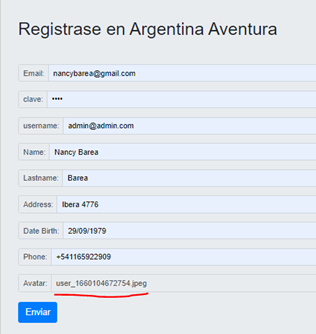 Registrase en Argentina Aventura
Email: nancybarea@gmail.com
clave: ••••
username: admin@admin.com
Name: Nancy Barea
Lastname: Barea
Address: Ibera 4776
Date Birth: 29/09/1979
Phone: +541165922909
Avatar: user_1660104672754.jpeg
Enviar